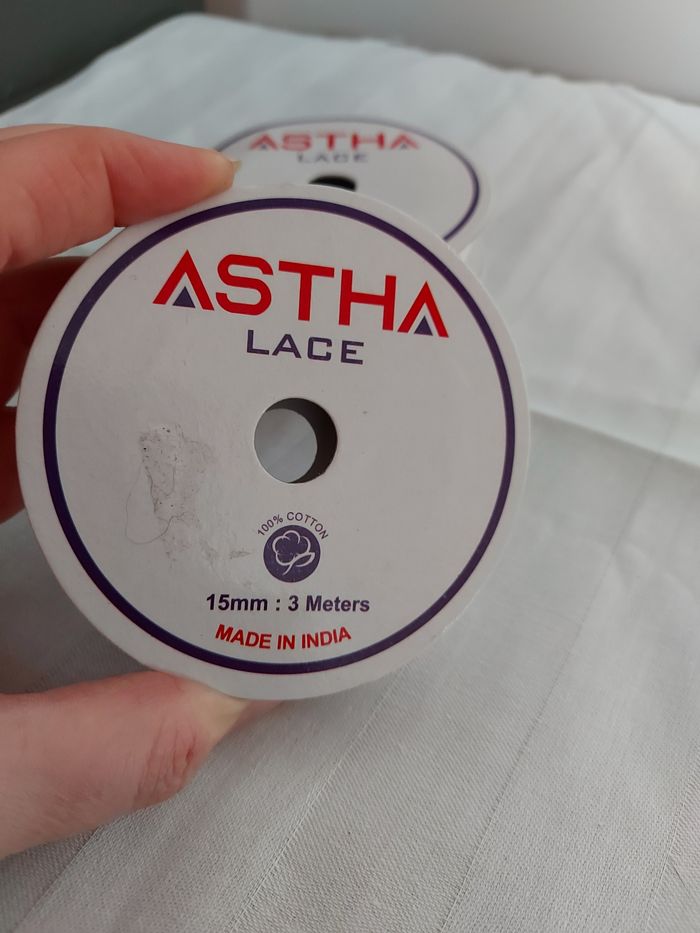 ASTHA
LACE
ASTHA
LACE
100% COTTON
15mm : 3 Meters
MADE IN INDIA